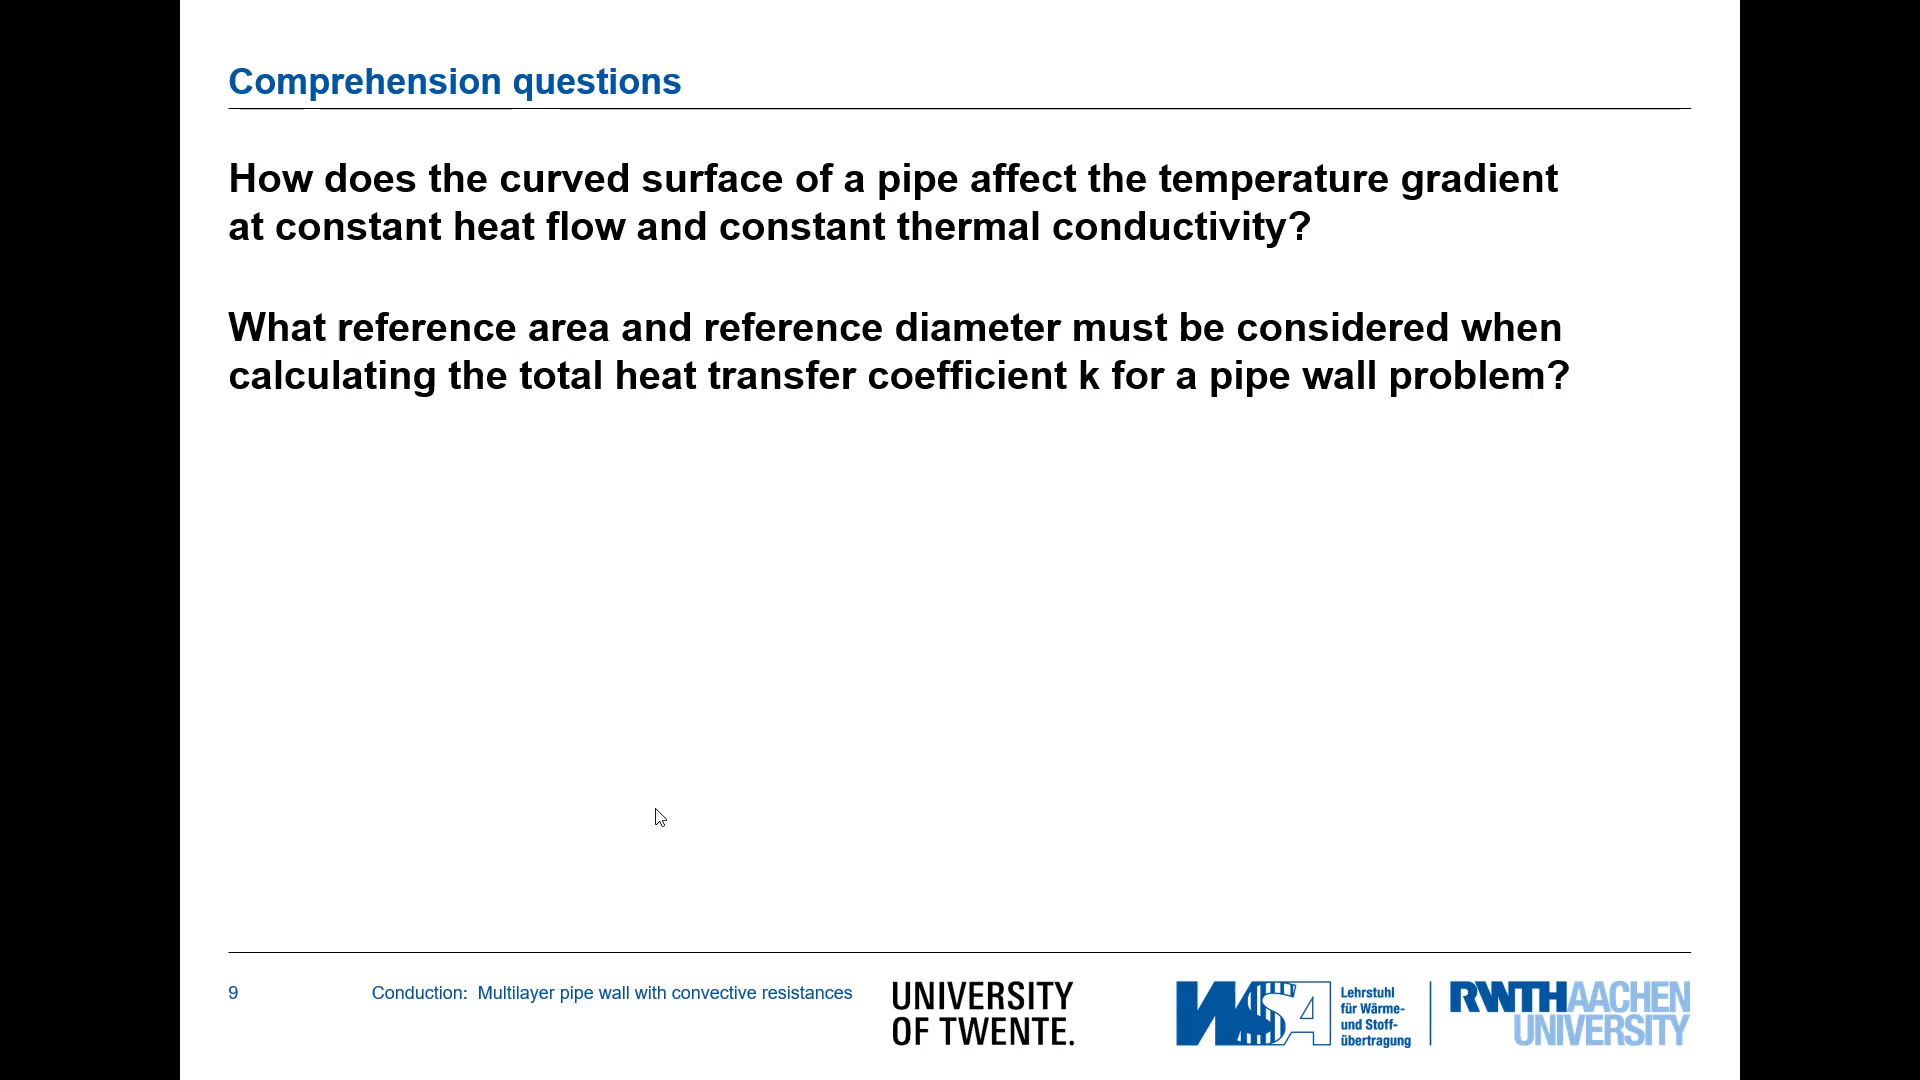 Comprehension questions
How does the curved surface of a pipe affect the temperature gradient
at constant heat flow and constant thermal conductivity?
What reference area and reference diameter must be considered when
calculating the total heat transfer coefficient k for a pipe wall problem?
9
Conduction:  Multilayer pipe wall with convective resistances
UNIVERSITY
OF TWENTE.
WSA
Lehrstuhl
für Wärme-
und Stoff-
übertragung
RWTHAACHEN
UNIVERSITY